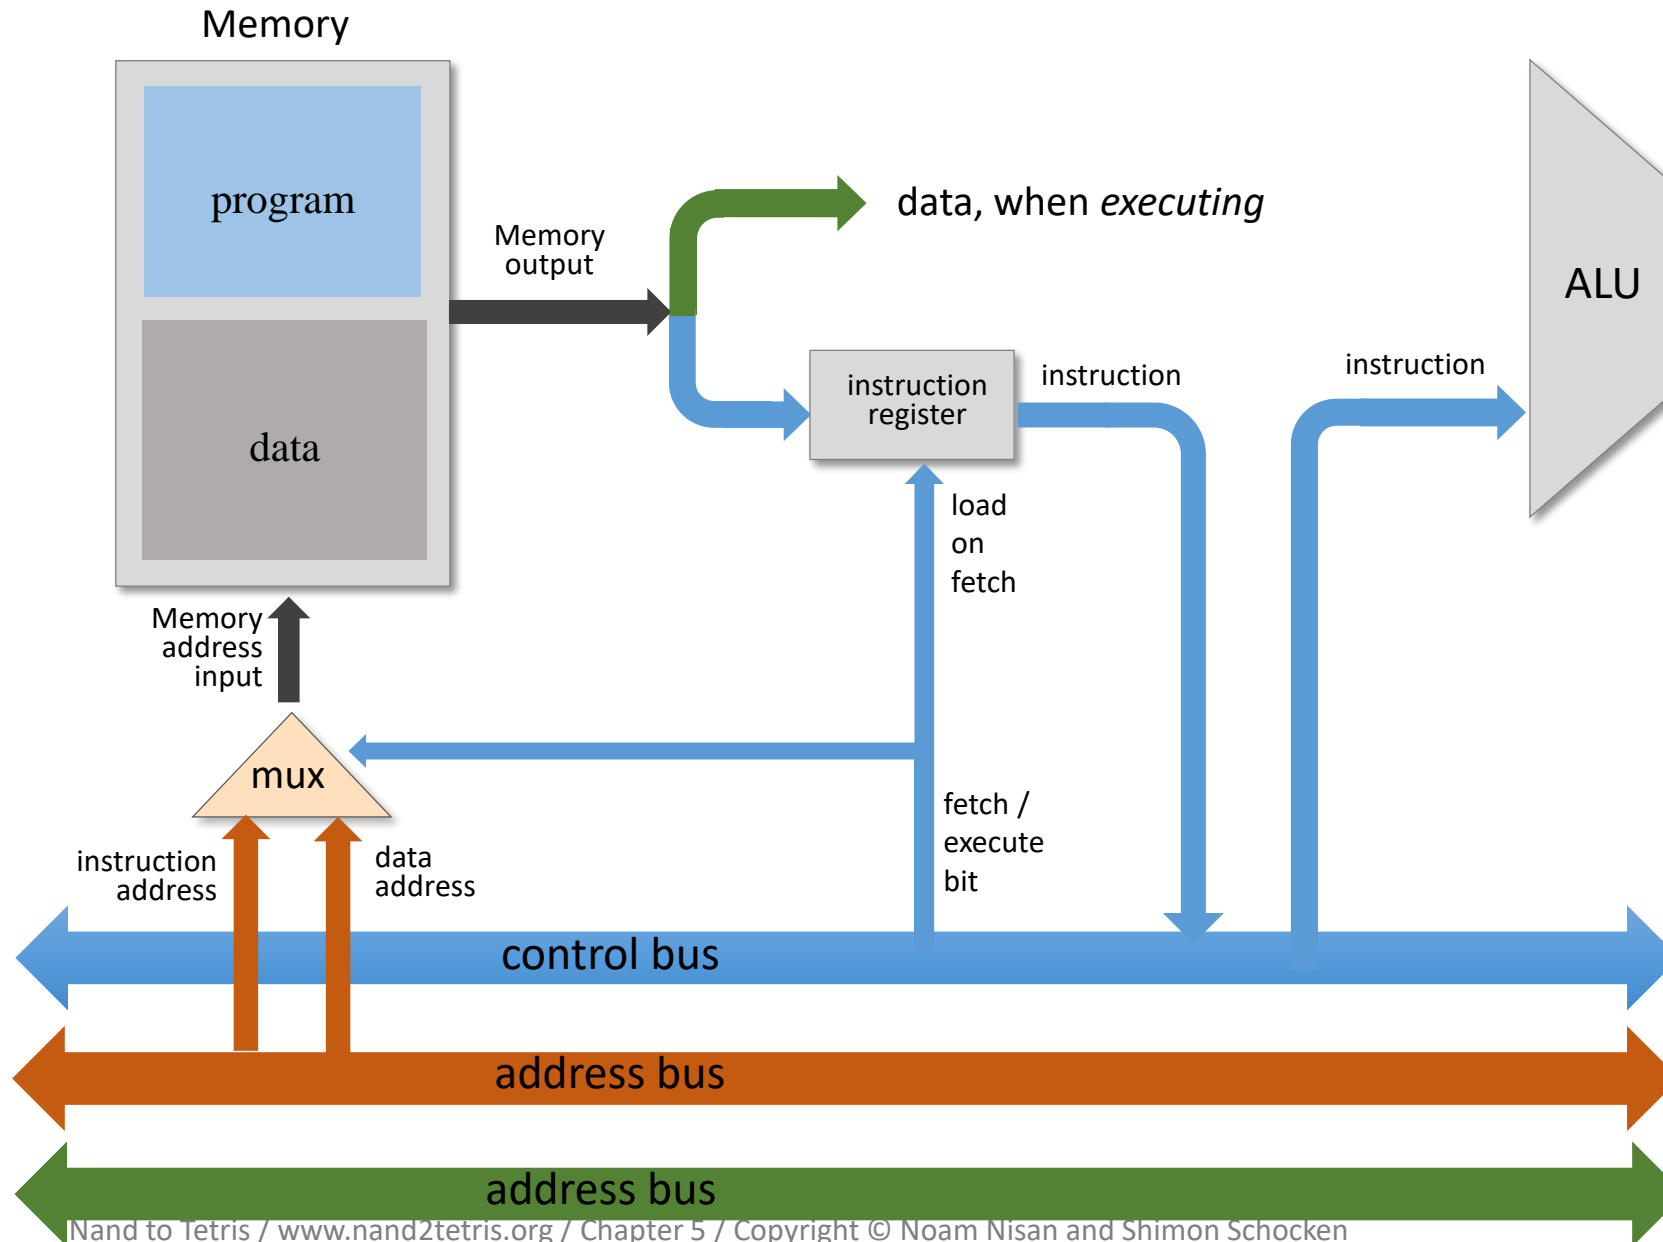 Memory
program
data, when executing
Memory
output
ALU
instruction
register
instruction
instruction
data
load
on
fetch
Memory
address
input
mux
fetch /
execute
bit
instruction
address
data
address
control bus
address bus
address bus
Nand to Tetris / www.nand2tetris.org / Chapter 5 / Copyright © Noam Nisan and Shimon Schocken